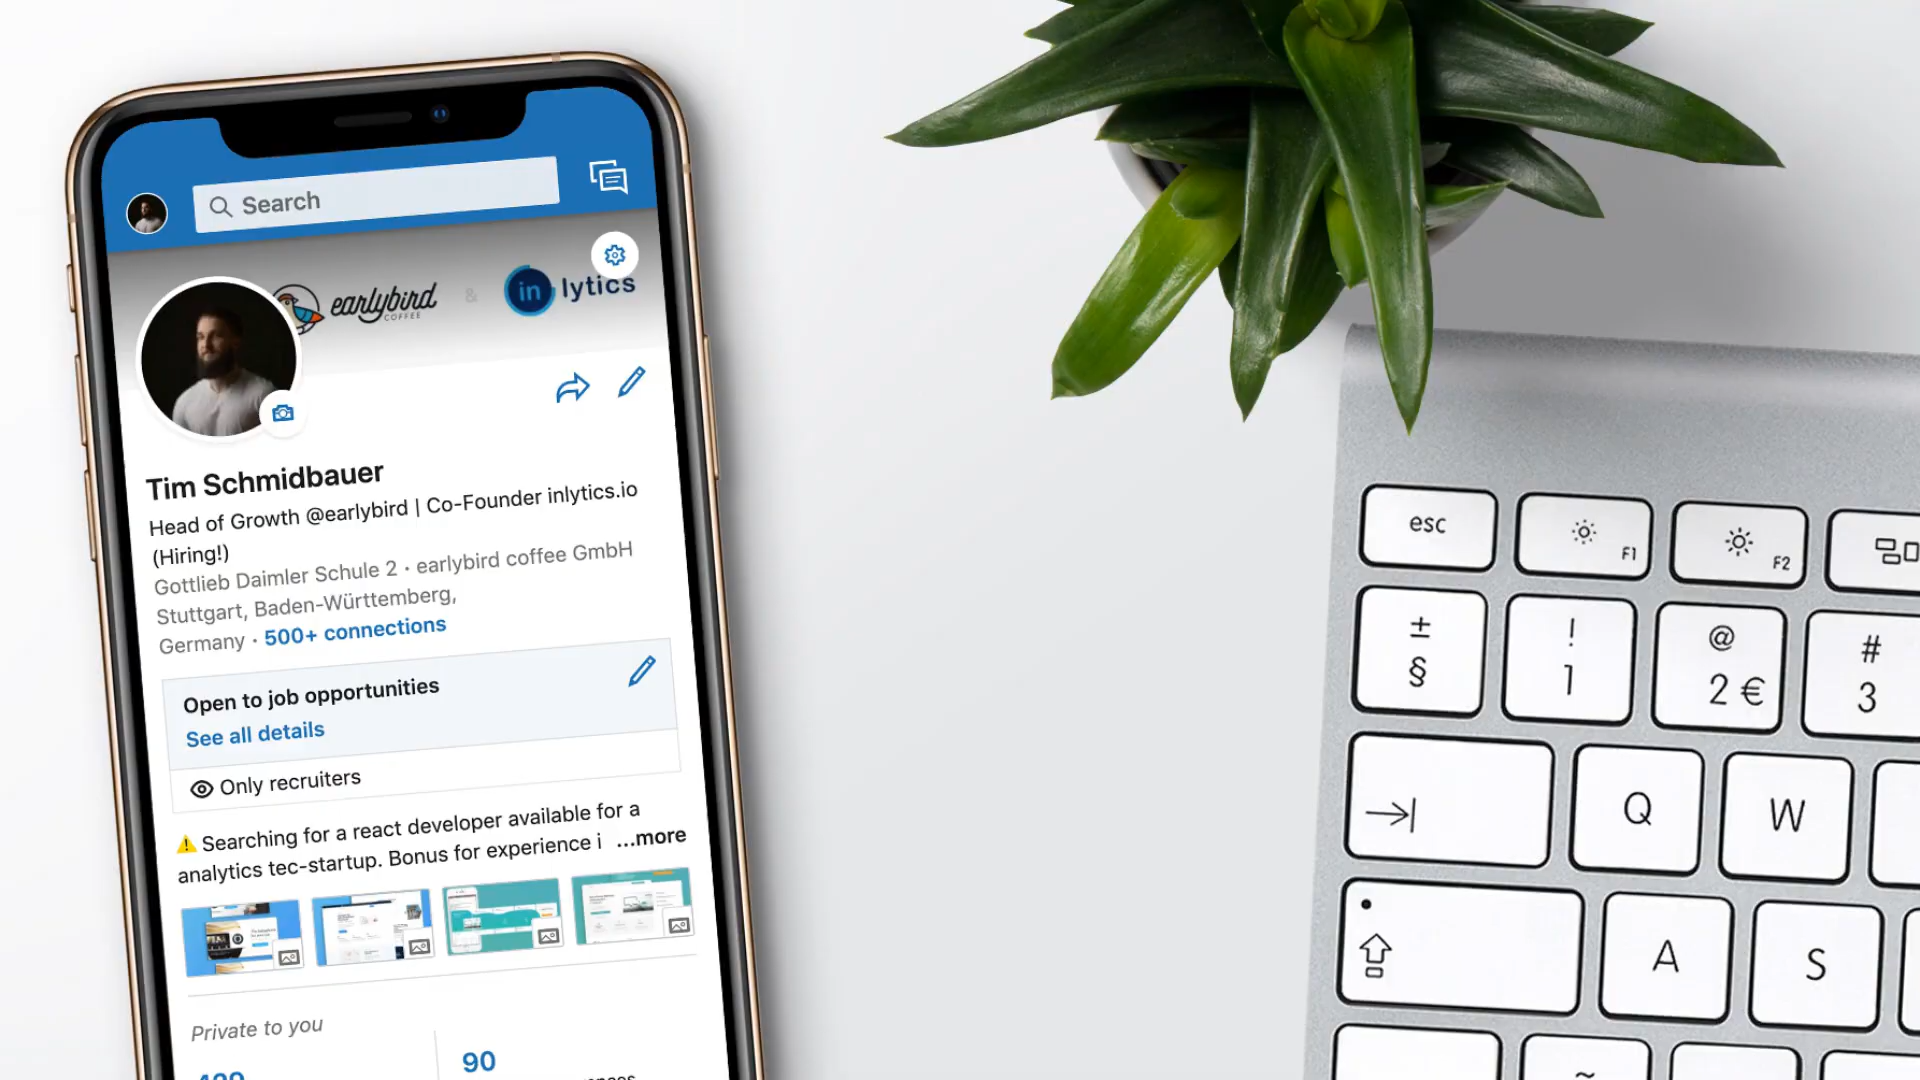 Search
earlybird
COFFEE
&
in lytics
Tim Schmidbauer
Head of Growth @earlybird | Co-Founder inlytics.io
(Hiring!)
Gottlieb Daimler Schule 2 · earlybird coffee GmbH
Stuttgart, Baden-Württemberg,
Germany · 500+ connections
Open to job opportunities
See all details
Only recruiters
⚠️ Searching for a react developer available for a
analytics tec-startup. Bonus for experience i ...more
Private to you
90
esc
F1
F2
±
§
!
1
@
2 €
#
3
Q
W
A
S
~